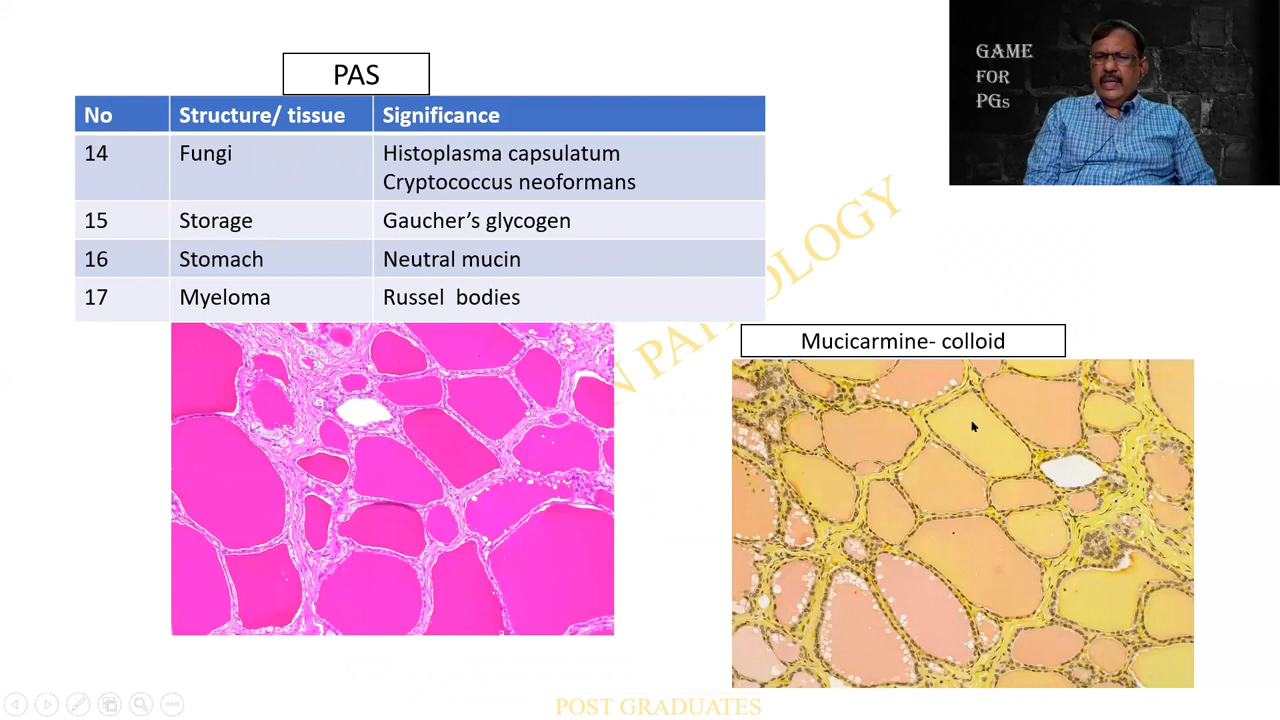 GAME
FOR
PGs
PAS
No Structure/ tissue Significance
14 Fungi Histoplasma capsulatum
Cryptococcus neoformans
15 Storage Gaucher’s glycogen
16 Stomach Neutral mucin
17 Myeloma Russel bodies
Mucicarmine- colloid
POST GRADUATES